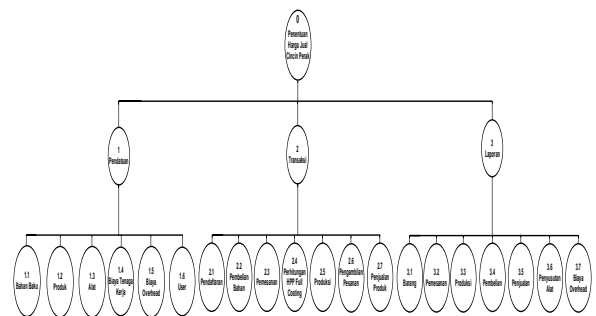 0
Penentuan
Harga Jual
Cincin Perak
1
Pendataan
2
Transaksi
3
Laporan
1.1
Bahan Baku
1.2
Produk
1.3
Alat
1.4
Biaya Tenaga
Kerja
1.5
Biaya
Overhead
1.6
User
2.1
Pendaftaran
2.2
Pembelian
Bahan
2.3
Pemesanan
2.4
Perhitungan
HPP Full
Costing
2.5
Produksi
2.6
Pengambilan
Pesanan
2.7
Penjualan
Produk
3.1
Barang
3.2
Pemesanan
3.3
Produksi
3.4
Pembelian
3.5
Penjualan
3.6
Penyusutan
Alat
3.7
Biaya
Overhead